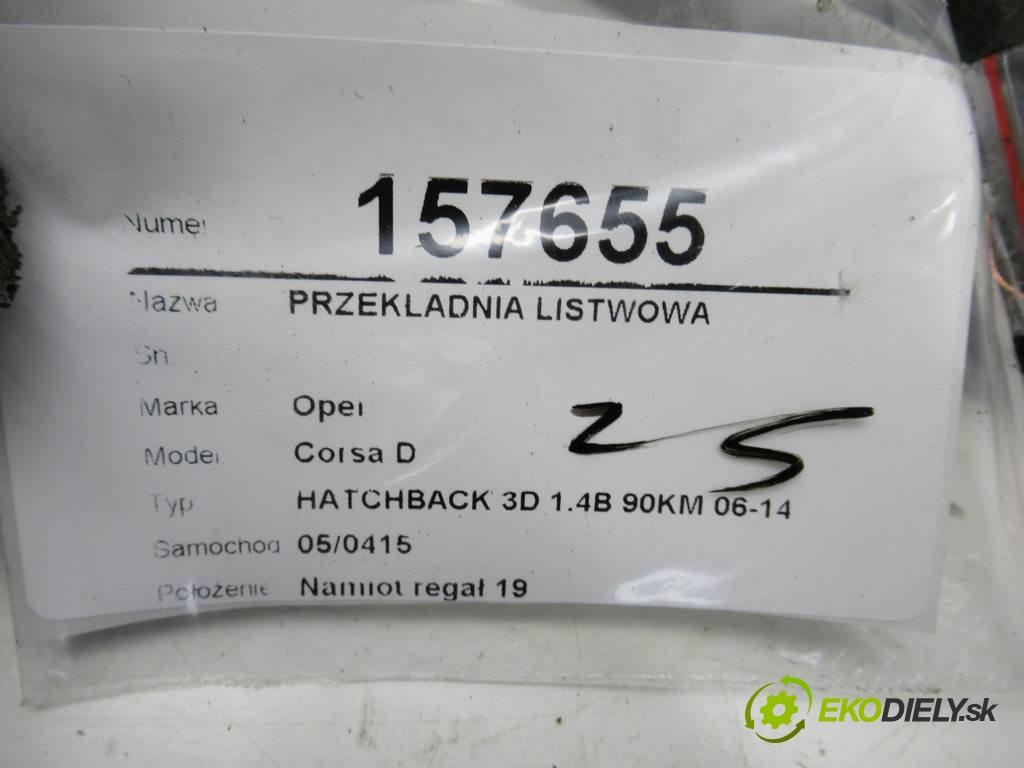 Numer 157655
Nazwa PRZEKLADNIA LISTWOWA
Sn
Marka Opel
Model Corsa D
25
Typ HATCHBACK 3D 1.4B 90KM 06-14
Samochod 05/0415
Położenie Namiot regał 19
EKODIELY.sk